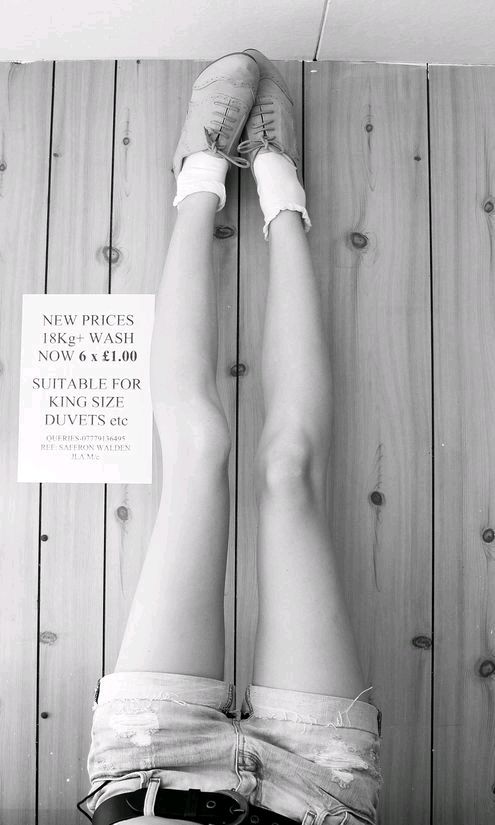 NEW PRICES
18Kg+ WASH
NOW 6 x £1.00
SUITABLE FOR
KING SIZE
DUVETS etc
QUERIES-07779136495
REF: SAFFRON WALDEN
JLA M/c